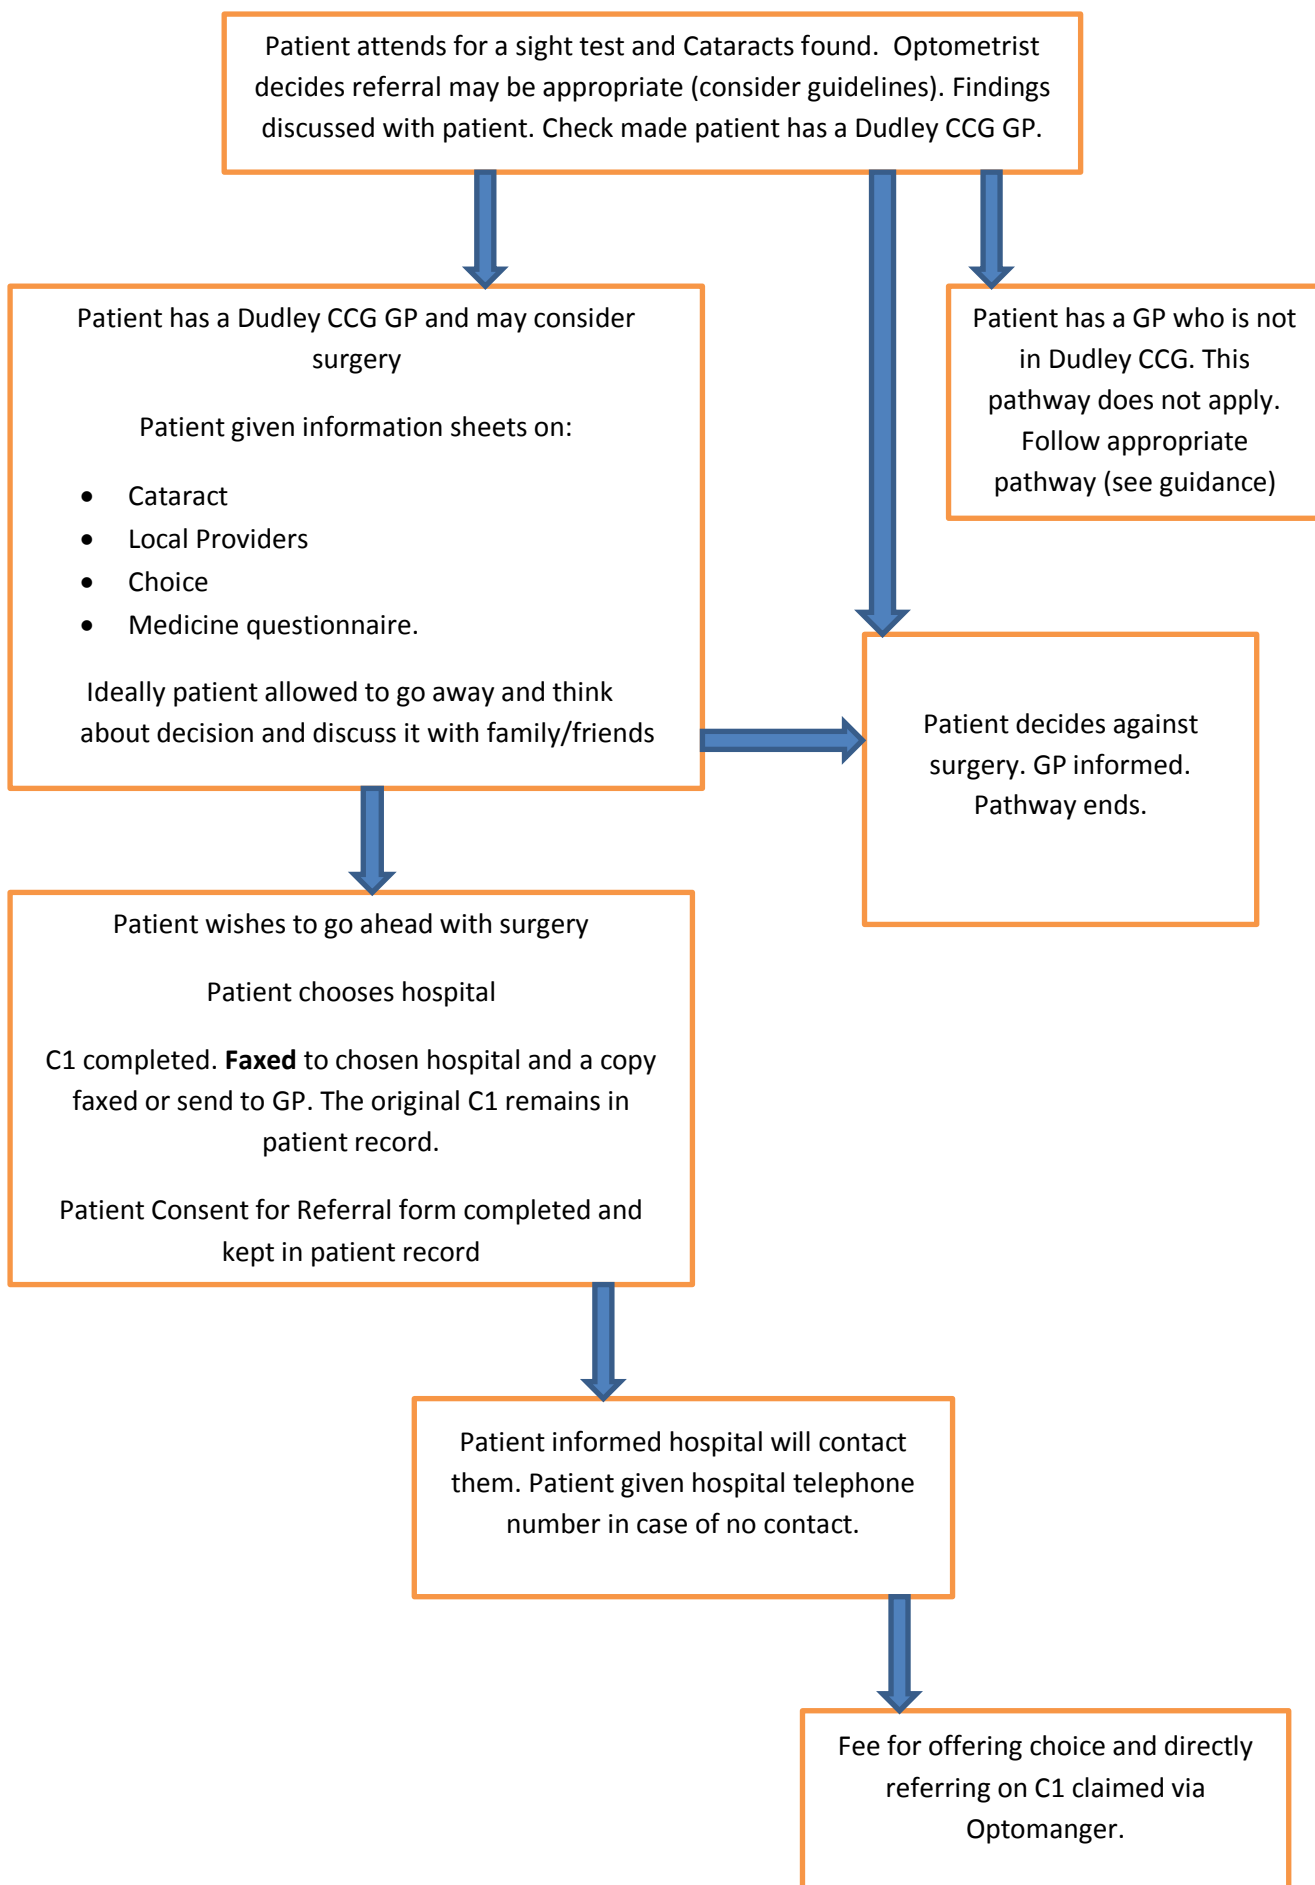 Patient attends for a sight test and Cataracts found.  Optometrist
decides referral may be appropriate (consider guidelines). Findings
discussed with patient. Check made patient has a Dudley CCG GP.
Patient has a Dudley CCG GP and may consider
surgery
Patient given information sheets on:
• Cataract
• Local Providers
• Choice
• Medicine questionnaire.
Ideally patient allowed to go away and think
about decision and discuss it with family/friends
Patient has a GP who is not
in Dudley CCG. This
pathway does not apply.
Follow appropriate
pathway (see guidance)
Patient decides against
surgery. GP informed.
Pathway ends.
Patient wishes to go ahead with surgery
Patient chooses hospital
C1 completed. Faxed to chosen hospital and a copy
faxed or send to GP. The original C1 remains in
patient record.
Patient Consent for Referral form completed and
kept in patient record
Patient informed hospital will contact
them. Patient given hospital telephone
number in case of no contact.
Fee for offering choice and directly
referring on C1 claimed via
Optomanger.